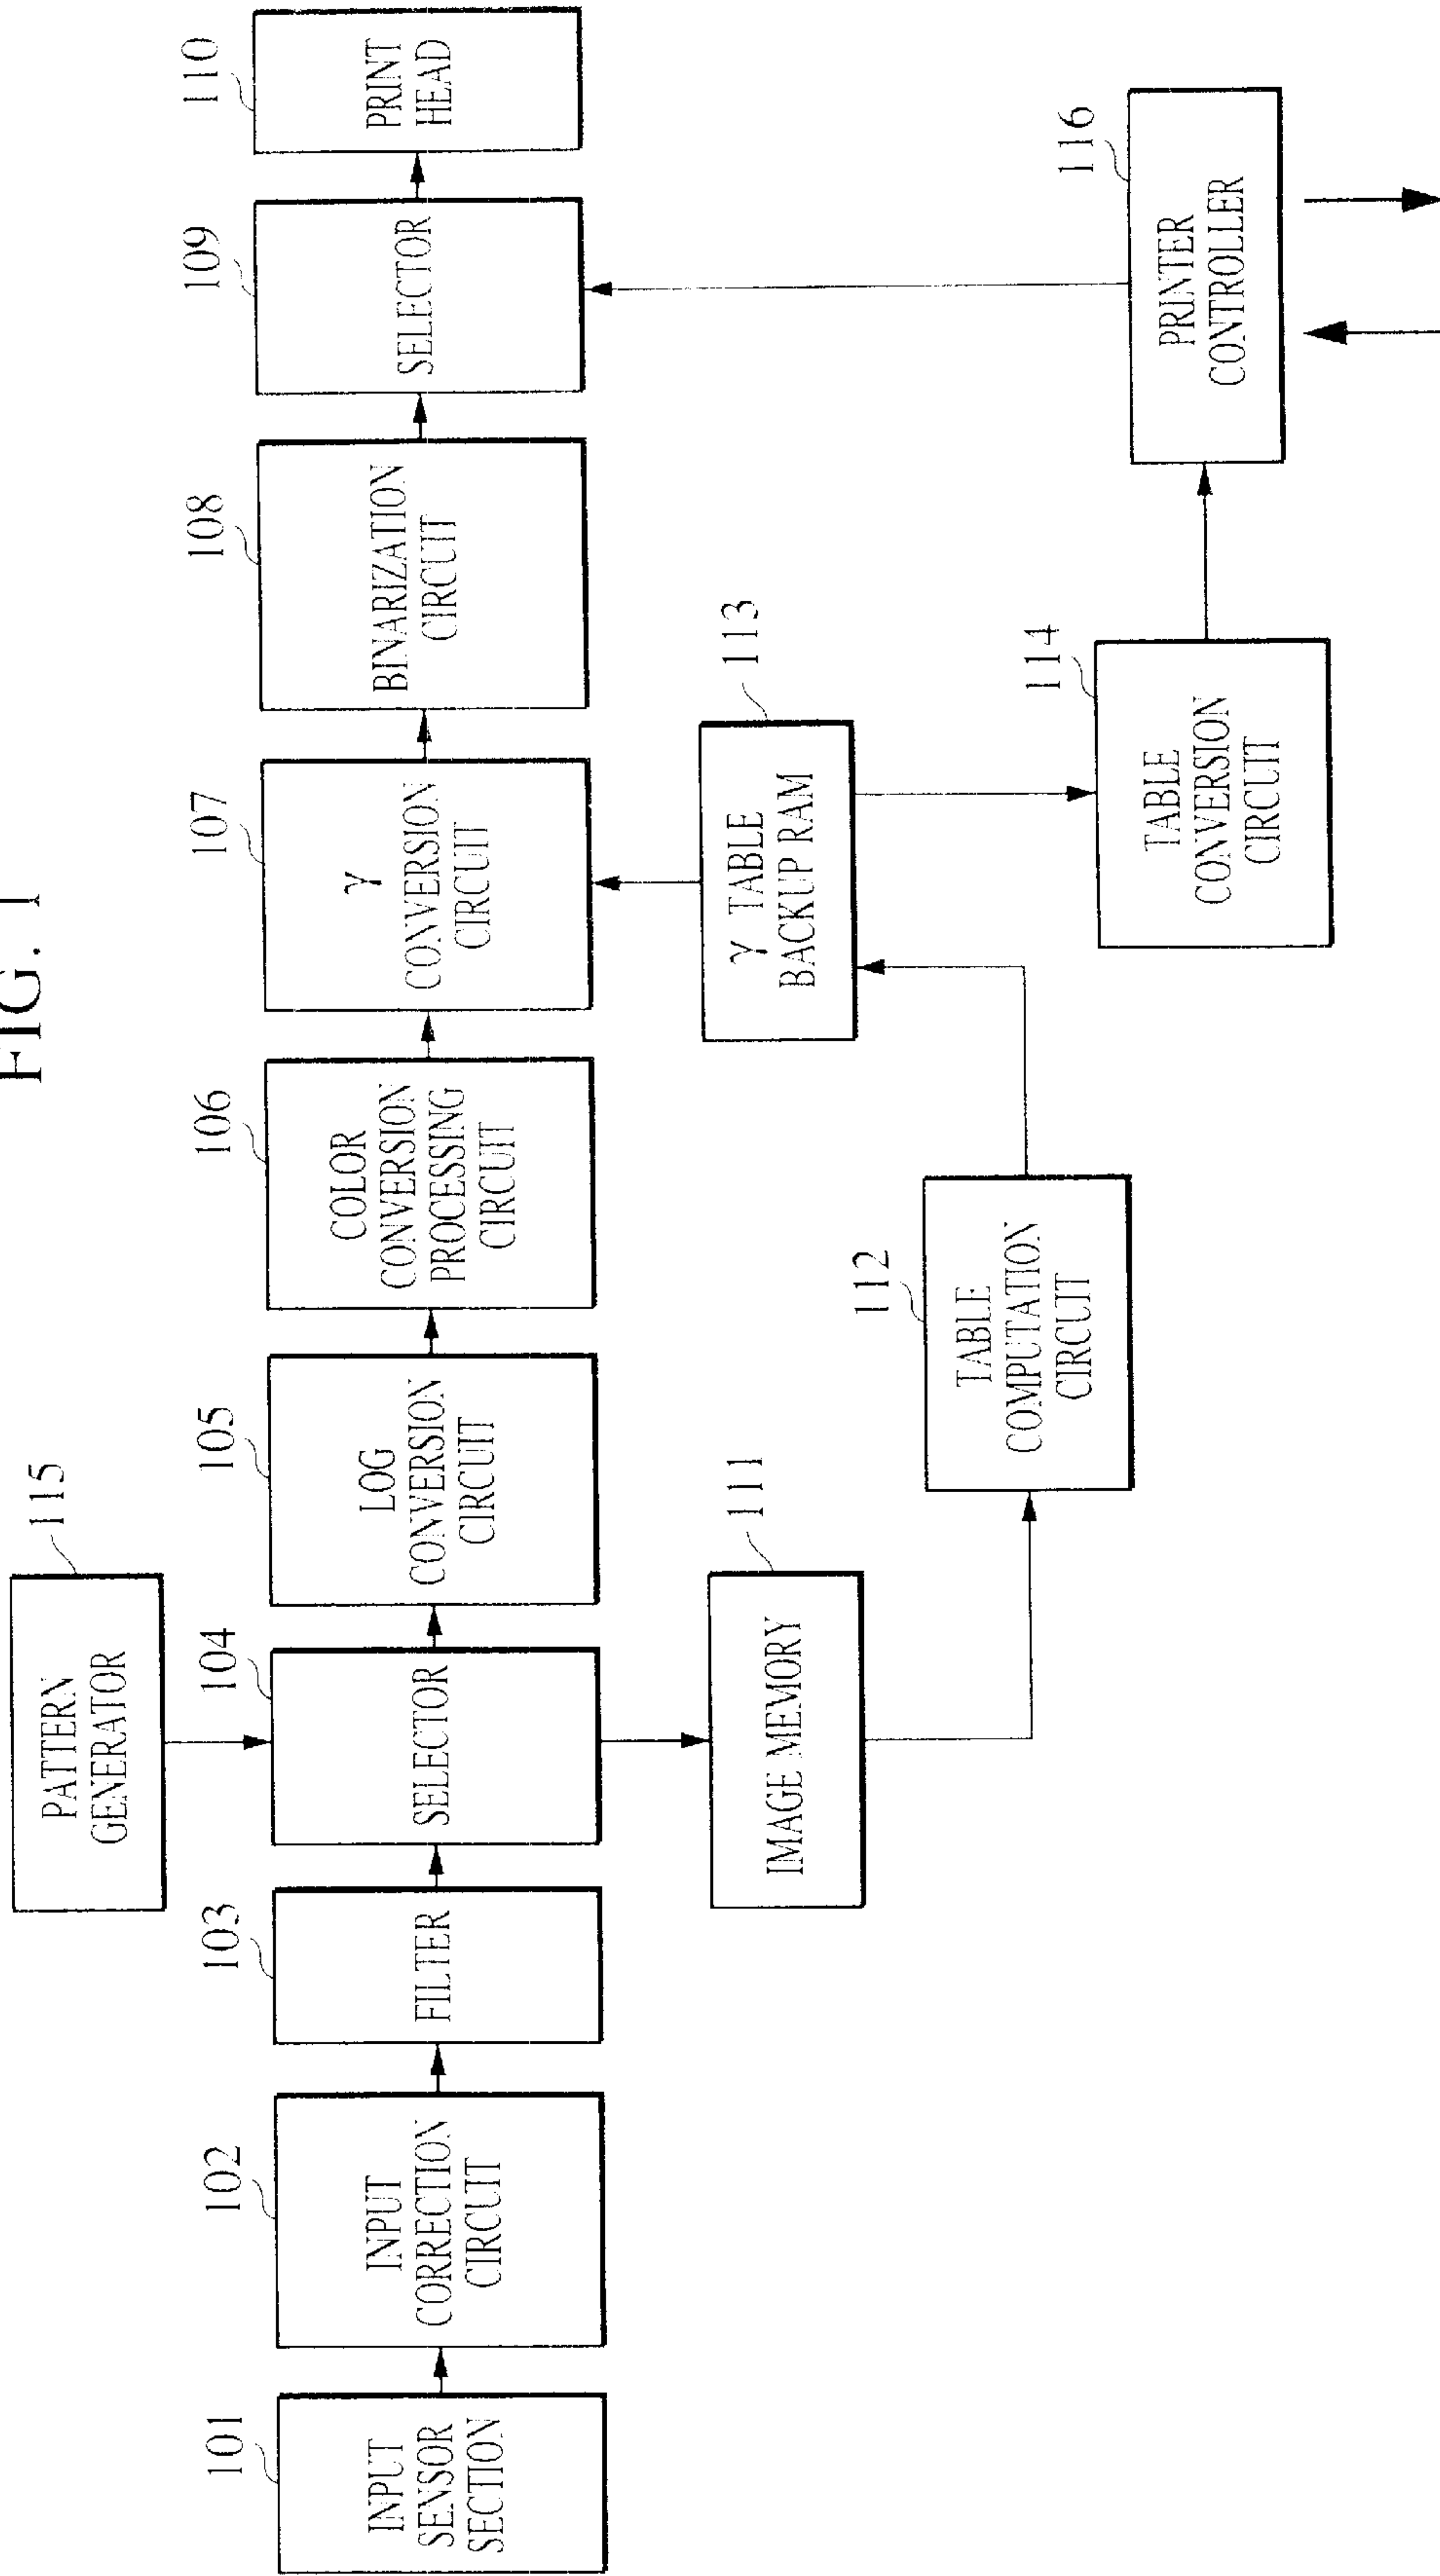 FIG. 1
115
PATTERN
GENERATOR
101
INPUT
SENSOR
SECTION
102
INPUT
CORRECTION
CIRCUIT
103
FILTER
104
SELECTOR
105
LOG
CONVERSION
CIRCUIT
106
COLOR
CONVERSION
PROCESSING
CIRCUIT
107
γ
CONVERSION
CIRCUIT
108
BINARIZATION
CIRCUIT
109
SELECTOR
110
PRINT
HEAD
111
IMAGE MEMORY
112
TABLE
COMPUTATION
CIRCUIT
113
γ TABLE
BACKUP RAM
114
TABLE
CONVERSION
CIRCUIT
116
PRINTER
CONTROLLER